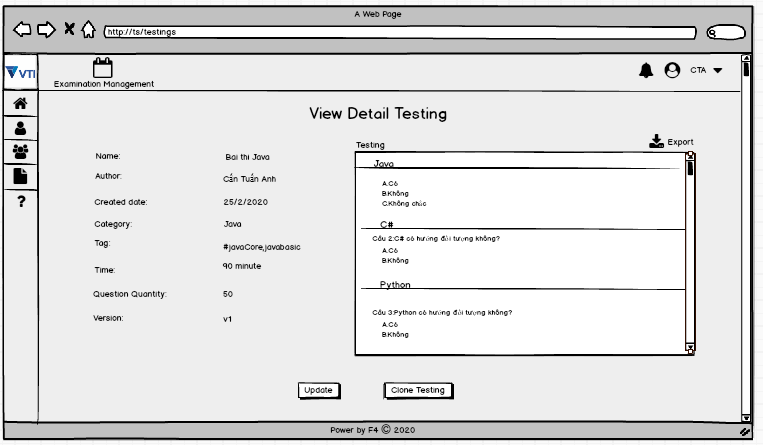 A Web Page
http://ts/testings
VTI
Examination Management
CTA
View Detail Testing
Name: Bai thi Java
Author: Cấn Tuấn Anh
Created date: 25/2/2020
Category: Java
Tag: #javaCore,javabasic
Time: 90 minute
Question Quantity: 50
Version: v1
Testing
Export
Java
A.Có
B.Không
C.Không chắc
C#
Câu 2:C# có hướng đối tượng không?
A.Có
B.Không
Python
Câu 3:Python có hướng đối tượng không?
A.Có
B.Không
Update
Clone Testing
Power by F4 © 2020